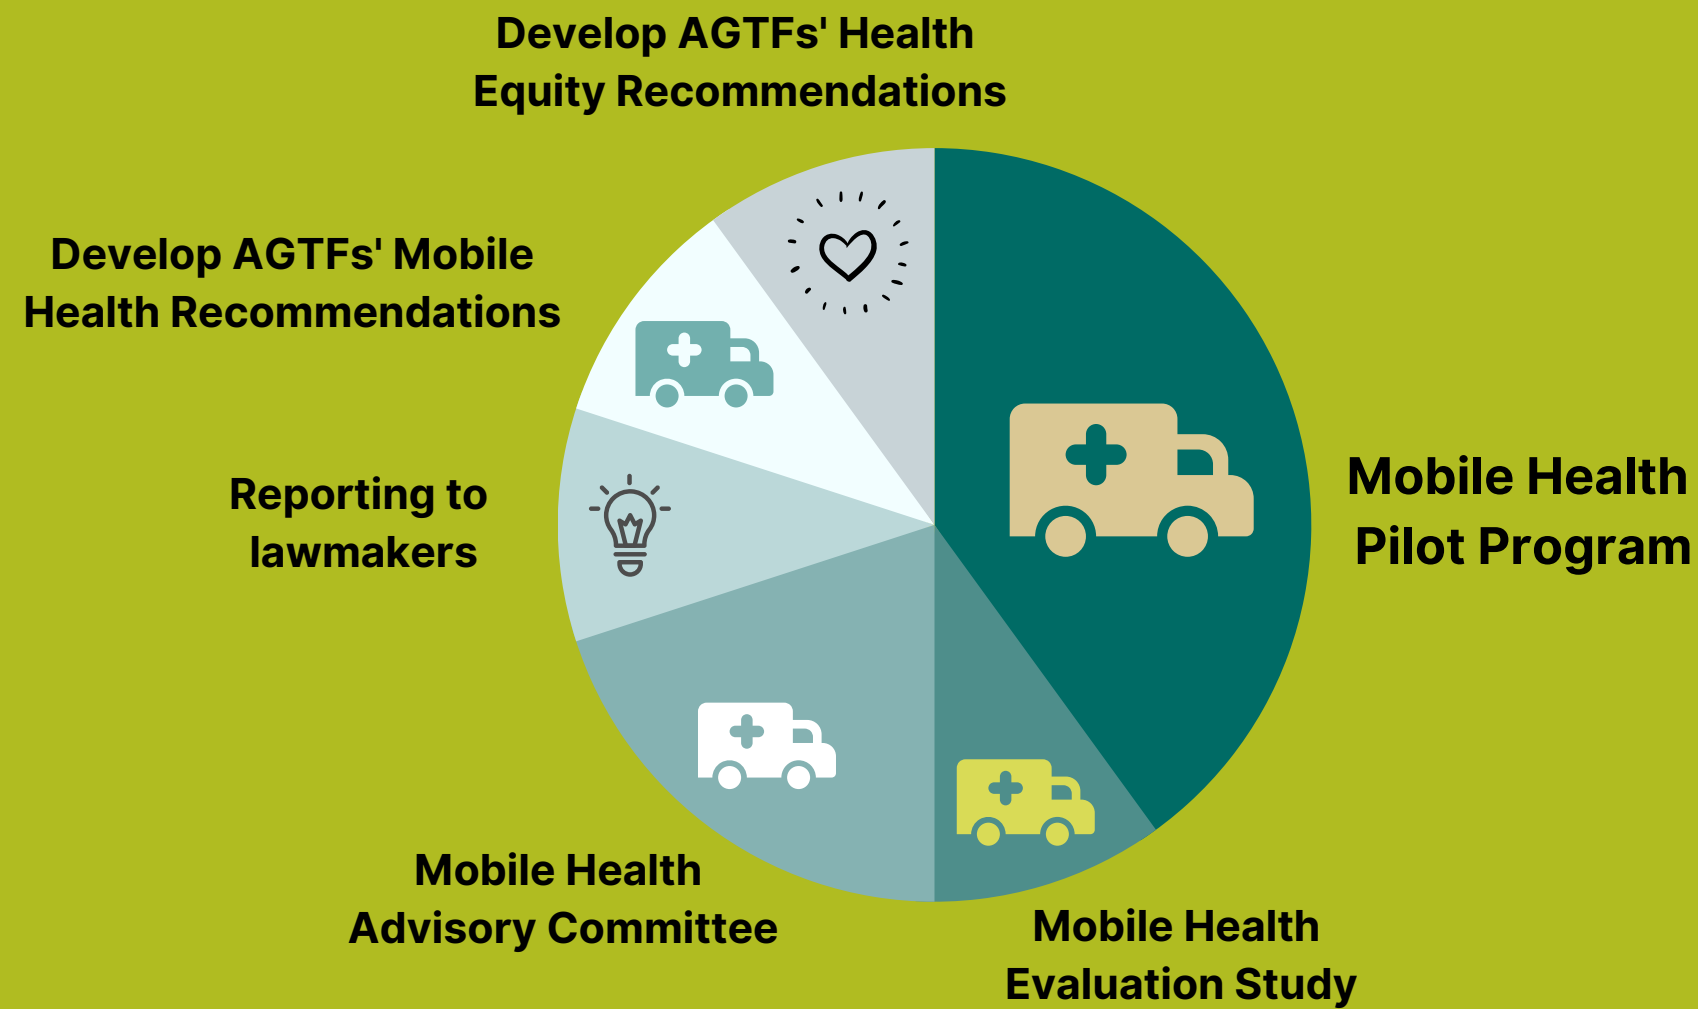 Develop AGTFs' Health
Equity Recommendations
Develop AGTFs' Mobile
Health Recommendations
Reporting to
lawmakers
Mobile Health
Pilot Program
Mobile Health
Advisory Committee
Mobile Health
Evaluation Study